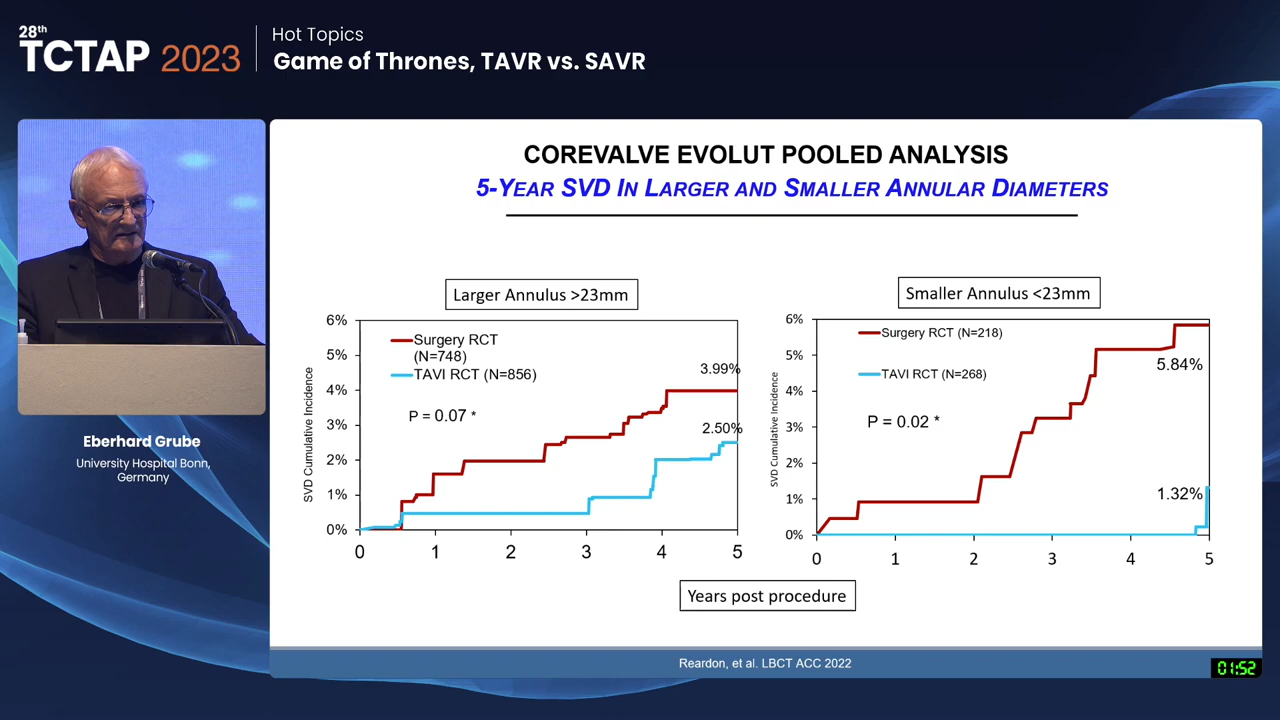 28th
TCTAP 2023
Hot Topics
Game of Thrones, TAVR vs. SAVR
Eberhard Grube
University Hospital Bonn,
Germany
COREVALVE EVOLUT POOLED ANALYSIS
5-YEAR SVD IN LARGER AND SMALLER ANNULAR DIAMETERS
Larger Annulus >23mm
SVD Cumulative Incidence
6%
5%
4%
3%
2%
1%
0%
Surgery RCT
(N=748)
TAVI RCT (N=856)
P = 0.07 *
3.99%
2.50%
0 1 2 3 4 5
Smaller Annulus <23mm
SVD Cumulative Incidence
6%
5%
4%
3%
2%
1%
0%
Surgery RCT (N=218)
TAVI RCT (N=268)
P = 0.02 *
5.84%
1.32%
0 1 2 3 4 5
Years post procedure
Reardon, et al. LBCT ACC 2022
01:52